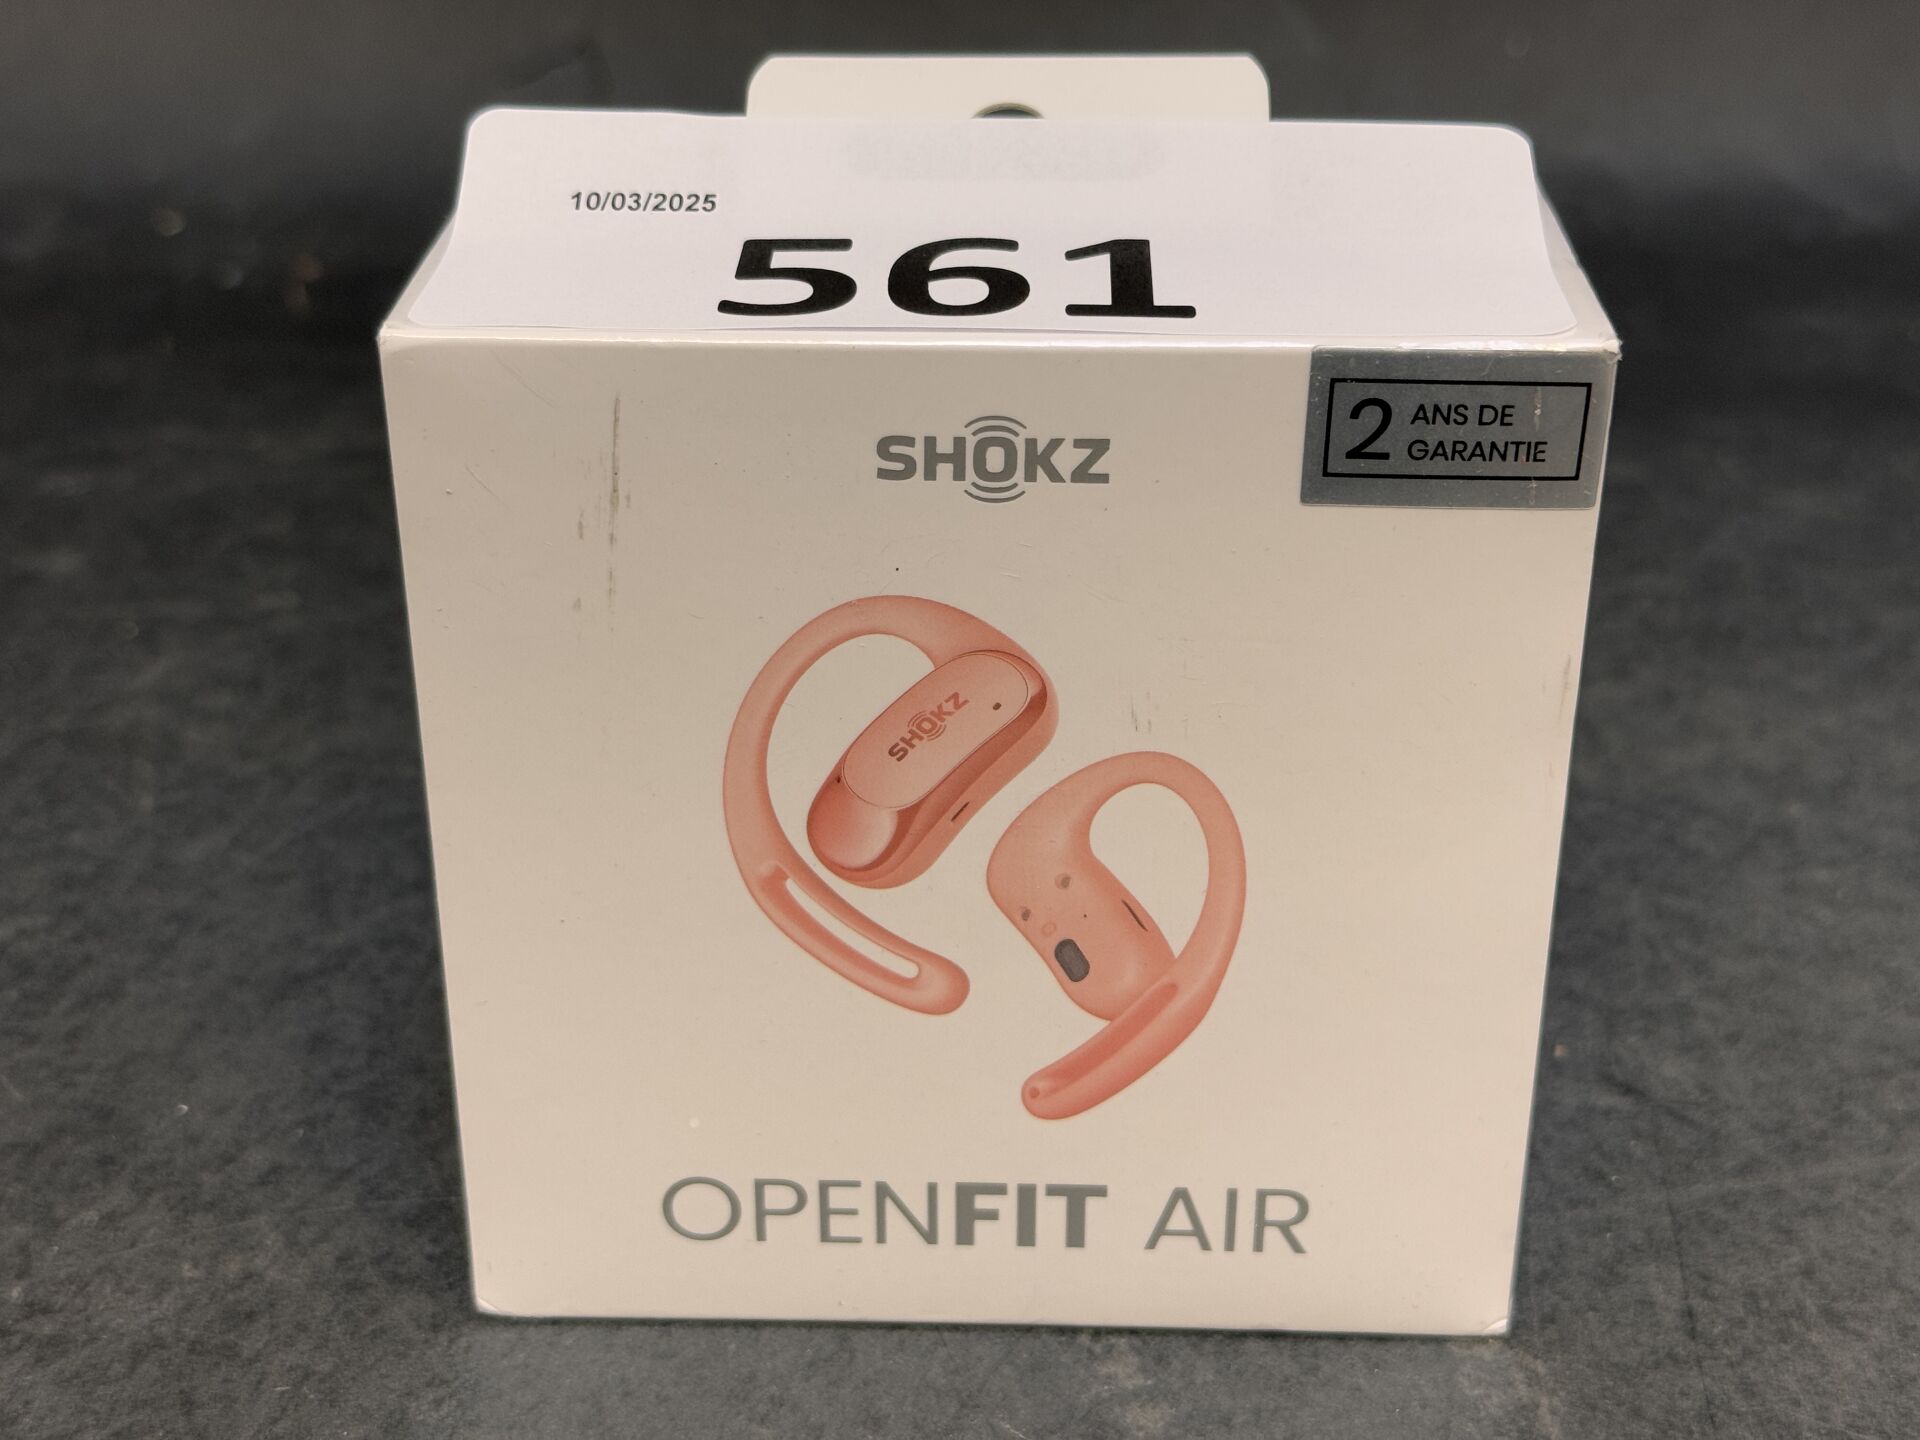 10/03/2025
561
SHOKZ
2 ANS DE
GARANTIE
SHOKZ
OPENFIT AIR